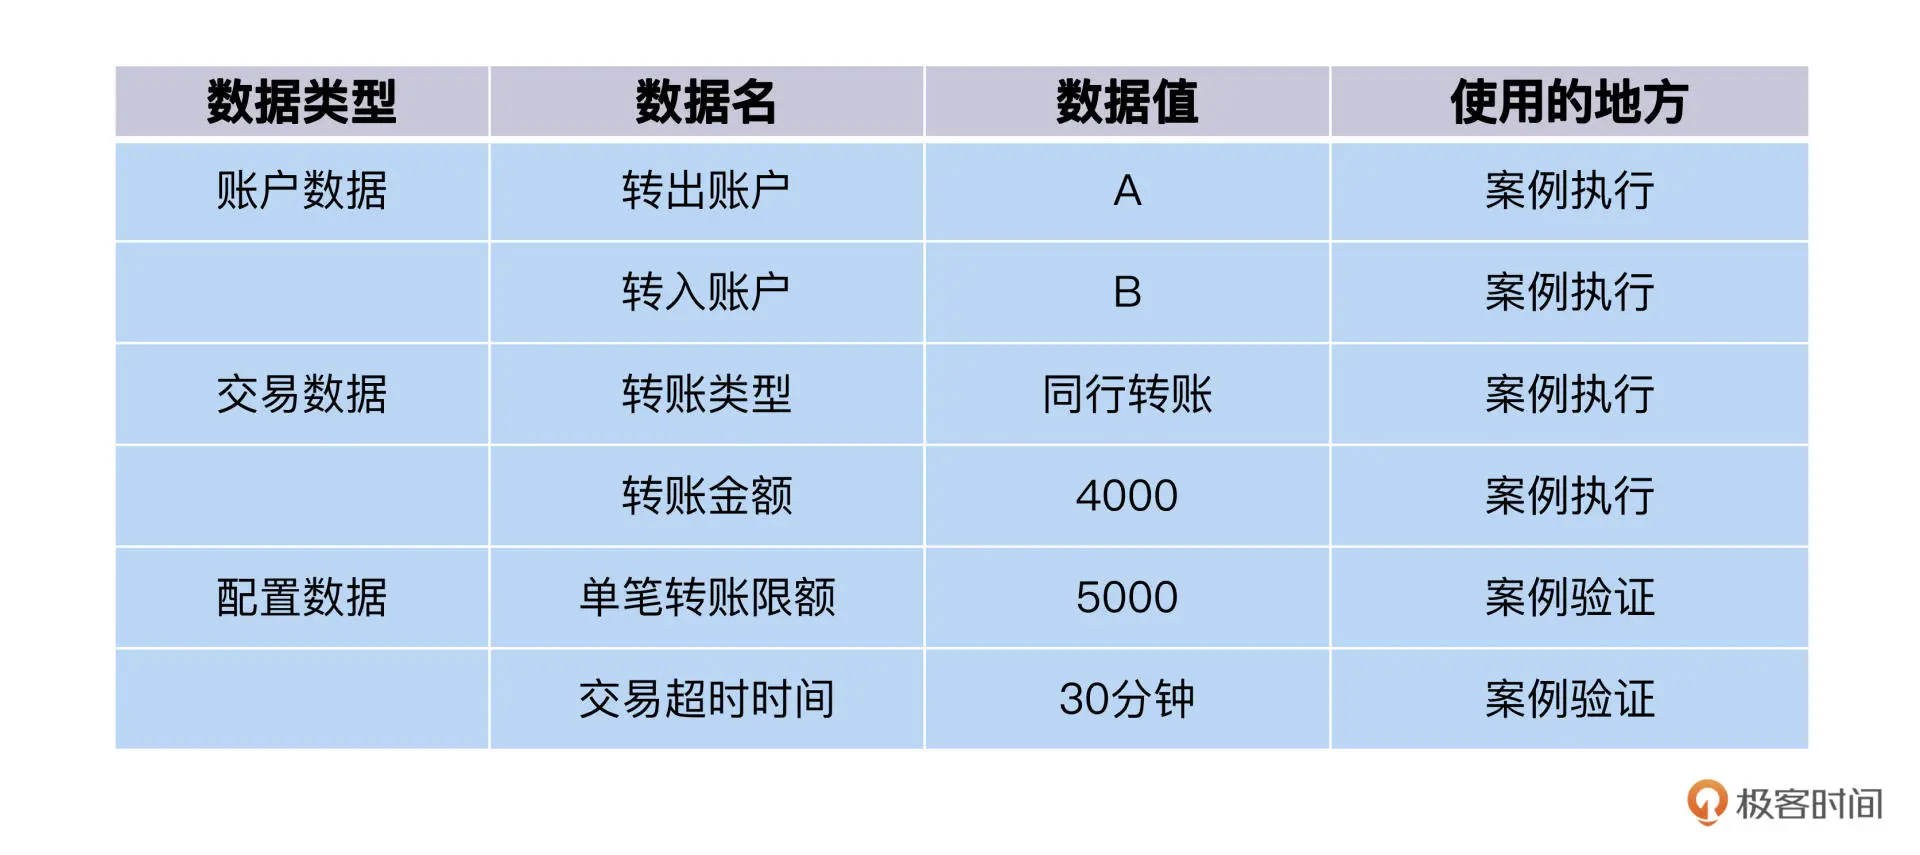 数据类型 数据名 数据值 使用的地方
账户数据 转出账户 A 案例执行
转入账户 B 案例执行
交易数据 转账类型 同行转账 案例执行
转账金额 4000 案例执行
配置数据 单笔转账限额 5000 案例验证
交易超时时间 30分钟 案例验证
极客时间